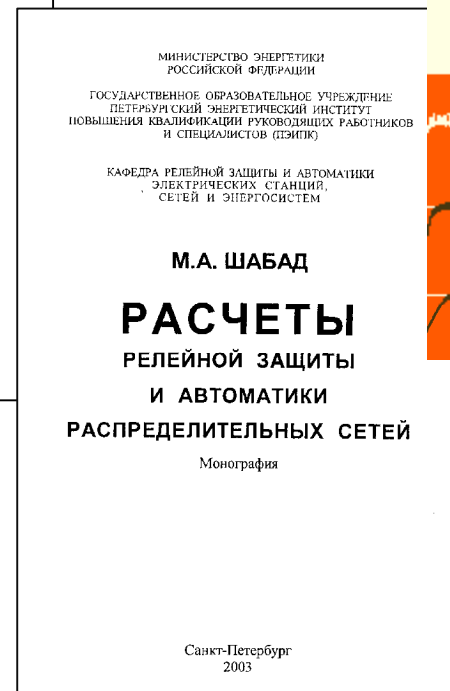 МИНИСТЕРСТВО ЭНЕРГЕТИКИ
РОССИЙСКОЙ ФЕДЕРАЦИИ
ГОСУДАРСТВЕННОЕ ОБРАЗОВАТЕЛЬНОЕ УЧРЕЖДЕНИЕ
ПЕТЕРБУРГСКИЙ ЭНЕРГЕТИЧЕСКИЙ ИНСТИТУТ
ПОВЫШЕНИЯ КВАЛИФИКАЦИИ РУКОВОДЯЩИХ РАБОТНИКОВ
И СПЕЦИАЛИСТОВ (ПЭИПК)
КАФЕДРА РЕЛЕЙНОЙ ЗАЩИТЫ И АВТОМАТИКИ
ЭЛЕКТРИЧЕСКИХ СТАНЦИЙ,
СЕТЕЙ И ЭНЕРГОСИСТЕМ
М.А. ШАБАД
РАСЧЕТЫ
РЕЛЕЙНОЙ ЗАЩИТЫ
И АВТОМАТИКИ
РАСПРЕДЕЛИТЕЛЬНЫХ СЕТЕЙ
Монография
Санкт-Петербург
2003